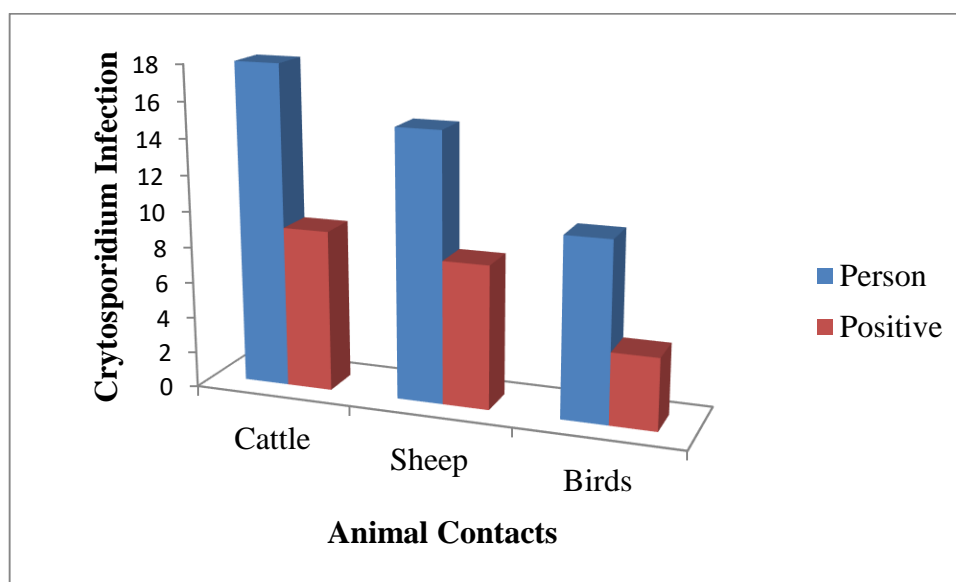 Crytosporidium Infection
18
16
14
12
10
8
6
4
2
0
Cattle
Sheep
Birds
Animal Contacts
Person
Positive